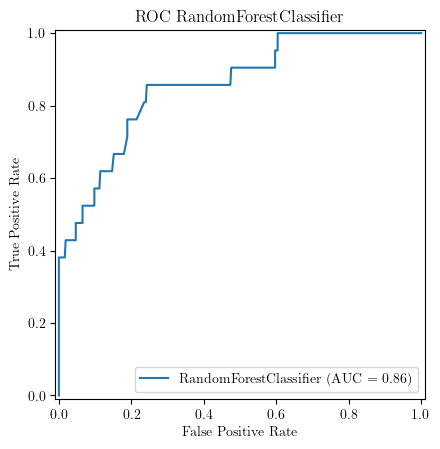 ROC RandomForestClassifier
1.0
0.8
0.6
0.4
0.2
0.0
True Positive Rate
RandomForestClassifier (AUC = 0.86)
0.0 0.2 0.4 0.6 0.8 1.0
False Positive Rate